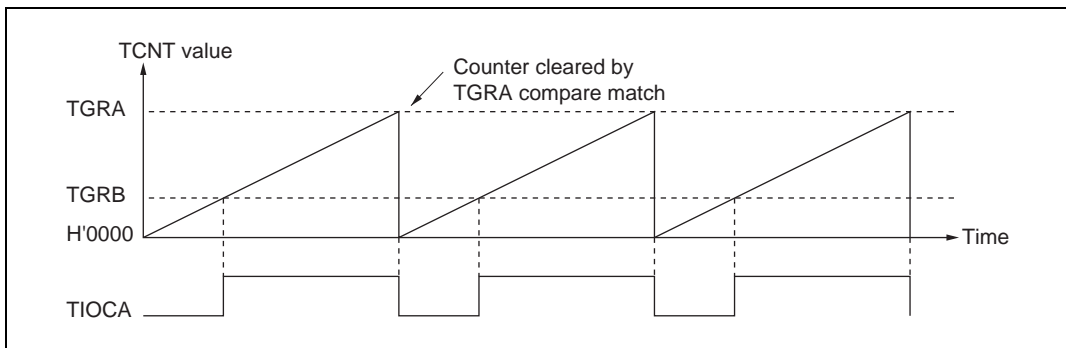 TCNT value
Counter cleared by
TGRA compare match
TGRA
TGRB
H'0000
Time
TIOCA